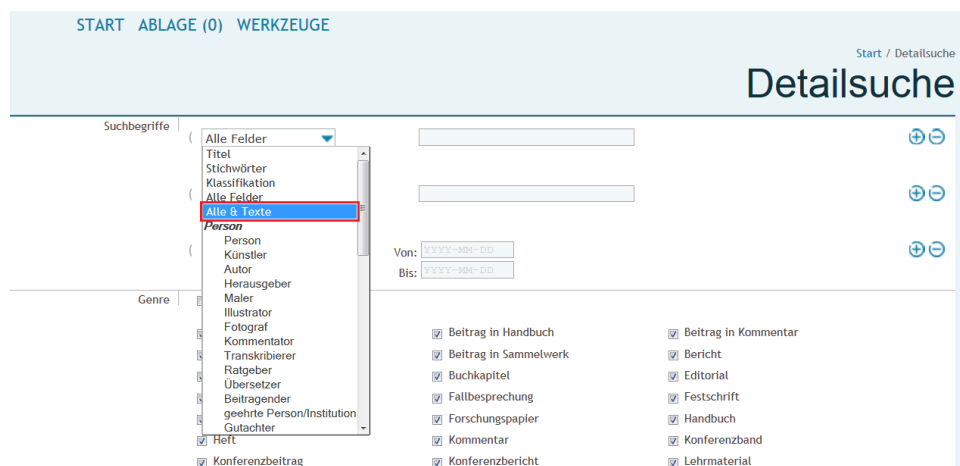 START ABLAGE (0) WERKZEUGE
Start / Detailsuche
Detailsuche
Suchbegriffe
( Alle Felder
Titel
Stichwörter
Klassifikation
( Alle Felder
Alle & Texte
Person
Person
( Künstler
Von: YYYY-MM-DD
Autor
Bis: YYYY-MM-DD
Herausgeber
Genre
Maler
Illustrator
Fotograf
Beitrag in Handbuch
Beitrag in Kommentar
Kommentator
Transkribierer
Beitrag in Sammelwerk
Bericht
Ratgeber
Buchkapitel
Editorial
Übersetzer
Beitragender
Fallbesprechung
Festschrift
geehrte Person/Institution
Forschungspapier
Handbuch
Gutachter
Heft
Kommentar
Konferenzband
Konferenzbeitrag
Konferenzbericht
Lehrmaterial